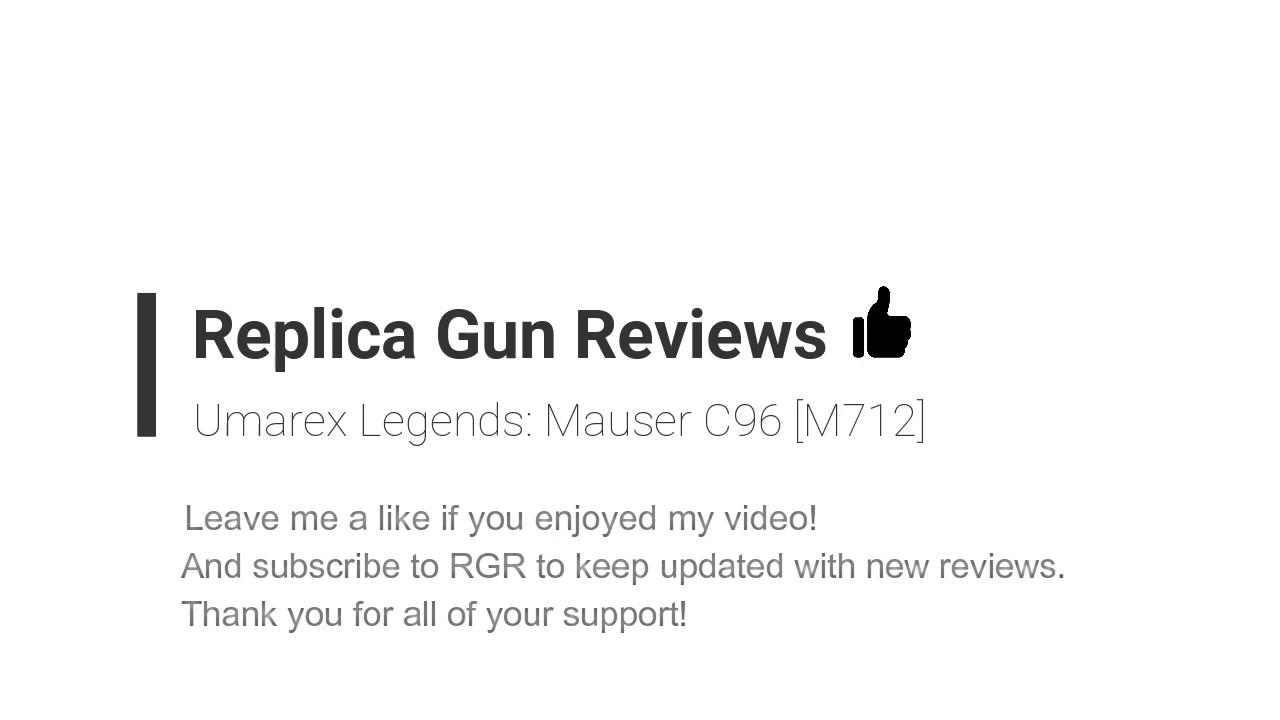 Replica Gun Reviews
Umarex Legends: Mauser C96 [M712]
Leave me a like if you enjoyed my video!
And subscribe to RGR to keep updated with new reviews.
Thank you for all of your support!